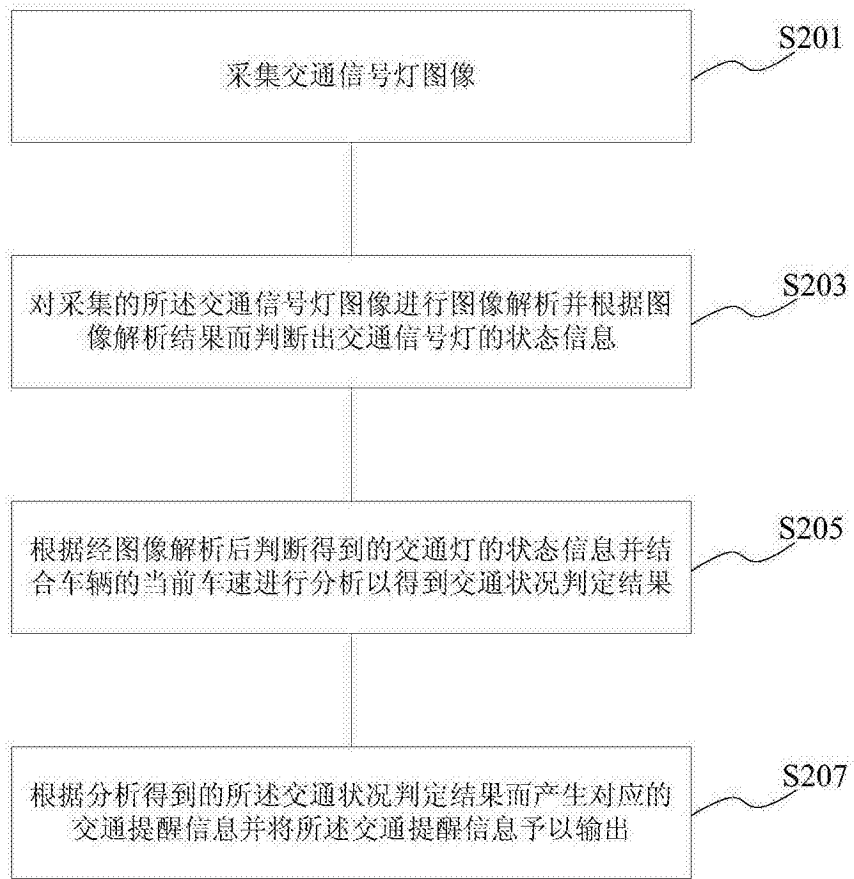 S201
采集交通信号灯图像
S203
对采集的所述交通信号灯图像进行图像解析并根据图
像解析结果而判断出交通信号灯的状态信息
S205
根据经图像解析后判断得到的交通灯的状态信息并结
合车辆的当前车速进行分析以得到交通状况判定结果
S207
根据分析得到的所述交通状况判定结果而产生对应的
交通提醒信息并将所述交通提醒信息予以输出